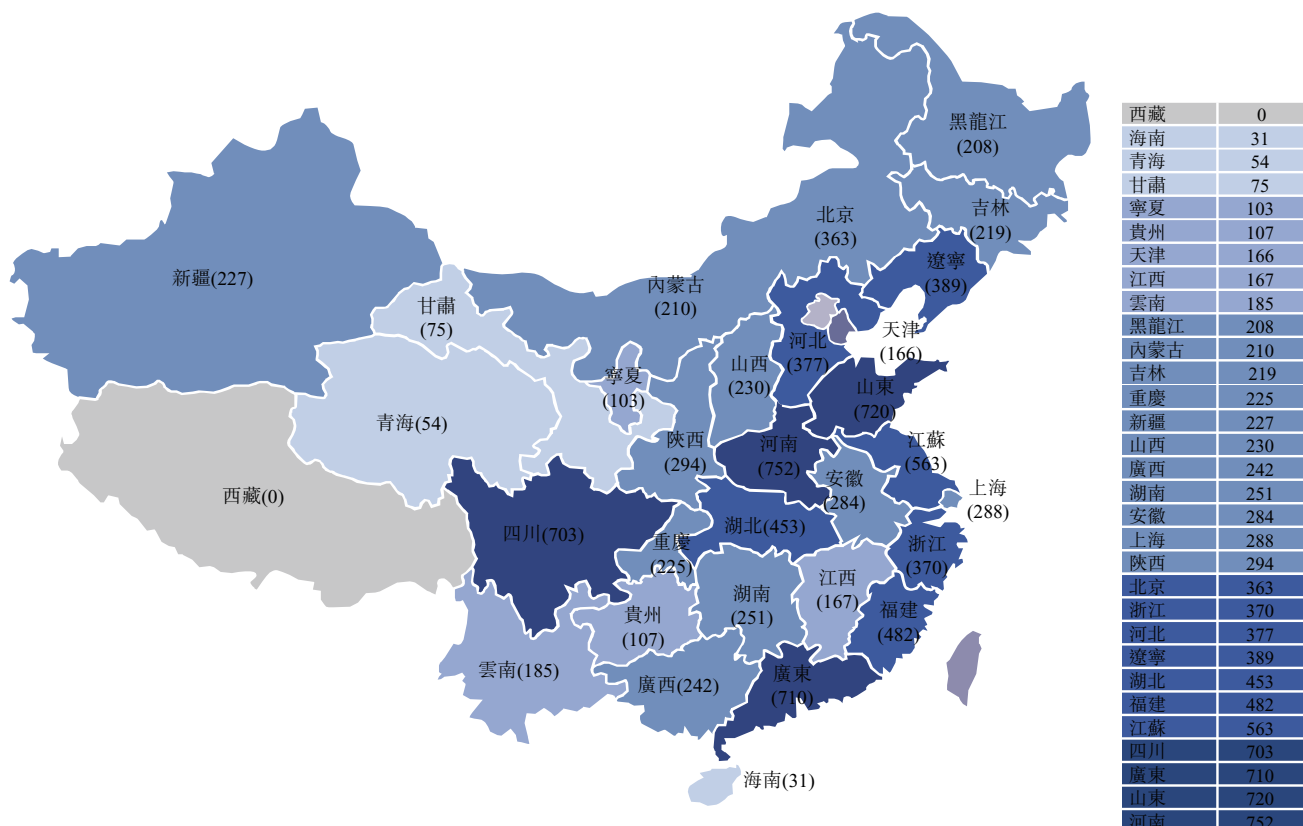 黑龍江
(208)
吉林
(219)
北京
(363)
遼寧
(389)
新疆(227)
內蒙古
(210)
甘肅
(75)
天津
(166)
河北
(377)
山西
(230)
寧夏
(103)
山東
(720)
青海(54)
陝西
(294)
河南
(752)
江蘇
(563)
安徽
(284)
上海
(288)
西藏(0)
四川(703)
湖北(453)
重慶
(225)
浙江
(370)
江西
(167)
湖南
(251)
貴州
(107)
福建
(482)
雲南(185)
廣西(242)
廣東
(710)
海南(31)
西藏 0
海南 31
青海 54
甘肅 75
寧夏 103
貴州 107
天津 166
江西 167
雲南 185
黑龍江 208
內蒙古 210
吉林 219
重慶 225
新疆 227
山西 230
廣西 242
湖南 251
安徽 284
上海 288
陝西 294
北京 363
浙江 370
河北 377
遼寧 389
湖北 453
福建 482
江蘇 563
四川 703
廣東 710
山東 720
河南 752